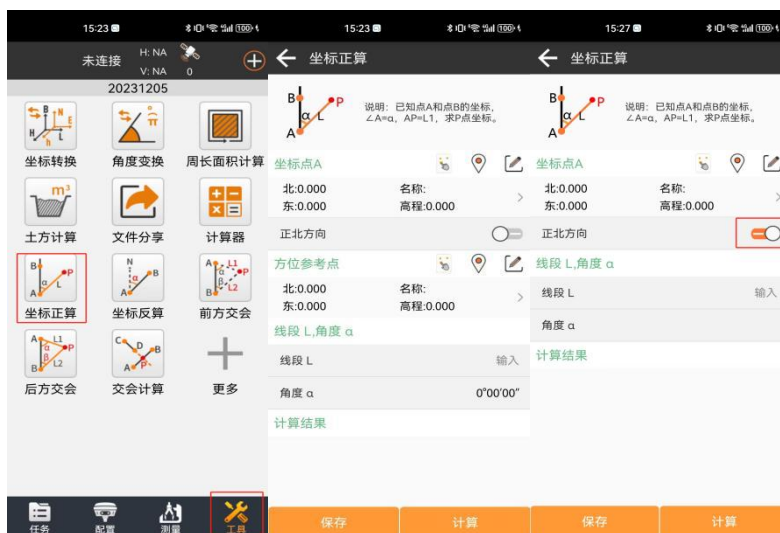 15:23
100
未连接
H: NA
V: NA
0
20231205
坐标转换
角度变换
周长面积计算
m³
土方计算
文件分享
计算器
坐标正算
坐标反算
前方交会
后方交会
交会计算
更多
任务
配置
测量
工具
15:23
100
坐标正算
B
P
α
L
A
说明: 已知点A和点B的坐标,
∠A=α, AP=L1, 求P点坐标。
坐标点A
北:0.000
名称:
东:0.000
高程:0.000
正北方向
方位参考点
北:0.000
名称:
东:0.000
高程:0.000
线段 L,角度 α
线段 L
输入
角度 α
0°00′00″
计算结果
保存
计算
15:27
100
坐标正算
B
P
α
L
A
说明: 已知点A和点B的坐标,
∠A=α, AP=L1, 求P点坐标。
坐标点A
北:0.000
名称:
东:0.000
高程:0.000
正北方向
线段 L,角度 α
线段 L
输入
角度 α
计算结果
保存
计算